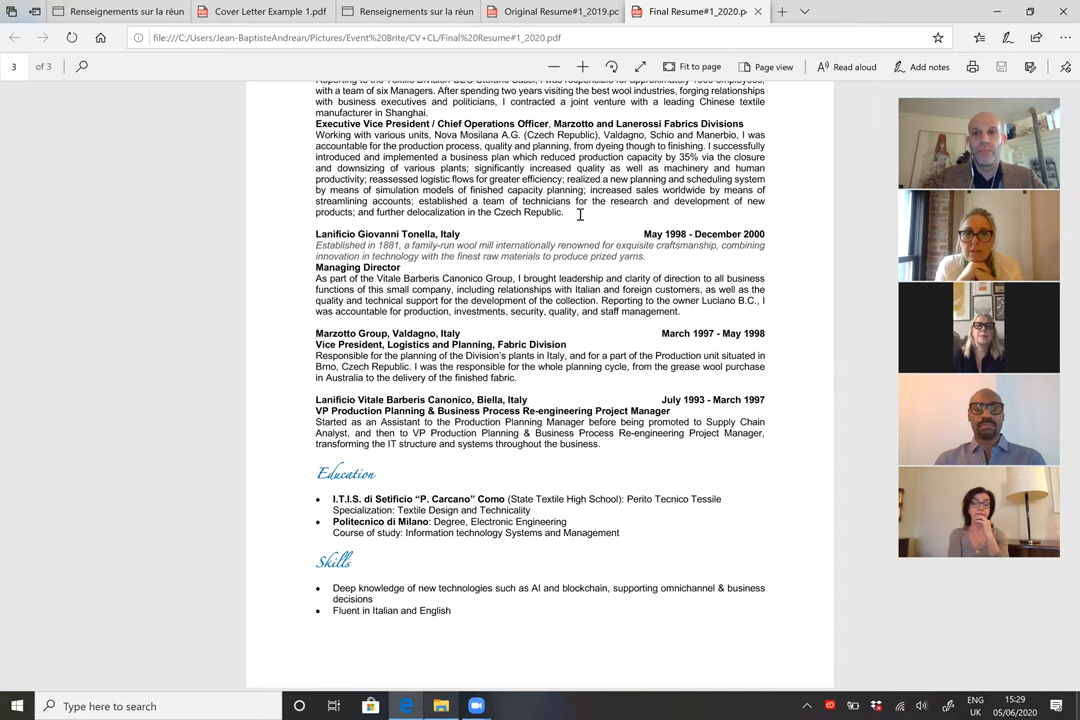 Renseignements sur la réun
Cover Letter Example 1.pdf
Renseignements sur la réun
Original Resume#1_2019.pc
Final Resume#1_2020.p
file:///C:/Users/Jean-BaptisteAndrean/Pictures/Event%20Brite/CV+CL/Final%20Resume#1_2020.pdf
3 of 3
Fit to page
Page view
Read aloud
Add notes
with a team of six Managers. After spending two years visiting the best wool industries, forging relationships
with business executives and politicians, I contracted a joint venture with a leading Chinese textile
manufacturer in Shanghai.
Executive Vice President / Chief Operations Officer, Marzotto and Lanerossi Fabrics Divisions
Working with various units, Nova Mosilana A.G. (Czech Republic), Valdagno, Schio and Manerbio, I was
accountable for the production process, quality and planning, from dyeing though to finishing. I successfully
introduced and implemented a business plan which reduced production capacity by 35% via the closure
and downsizing of various plants; significantly increased quality as well as machinery and human
productivity; reassessed logistic flows for greater efficiency; realized a new planning and scheduling system
by means of simulation models of finished capacity planning; increased sales worldwide by means of
streamlining accounts; established a team of technicians for the research and development of new
products; and further delocalization in the Czech Republic.
Lanificio Giovanni Tonella, Italy May 1998 - December 2000
Established in 1881, a family-run wool mill internationally renowned for exquisite craftsmanship, combining
innovation in technology with the finest raw materials to produce prized yarns.
Managing Director
As part of the Vitale Barberis Canonico Group, I brought leadership and clarity of direction to all business
functions of this small company, including relationships with Italian and foreign customers, as well as the
quality and technical support for the development of the collection. Reporting to the owner Luciano B.C., I
was accountable for production, investments, security, quality, and staff management.
Marzotto Group, Valdagno, Italy March 1997 - May 1998
Vice President, Logistics and Planning, Fabric Division
Responsible for the planning of the Division's plants in Italy, and for a part of the Production unit situated in
Brno, Czech Republic. I was the responsible for the whole planning cycle, from the grease wool purchase
in Australia to the delivery of the finished fabric.
Lanificio Vitale Barberis Canonico, Biella, Italy July 1993 - March 1997
VP Production Planning & Business Process Re-engineering Project Manager
Started as an Assistant to the Production Planning Manager before being promoted to Supply Chain
Analyst, and then to VP Production Planning & Business Process Re-engineering Project Manager,
transforming the IT structure and systems throughout the business.
Education
• I.T.I.S. di Setificio “P. Carcano” Como (State Textile High School): Perito Tecnico Tessile
Specialization: Textile Design and Technicality
• Politecnico di Milano: Degree, Electronic Engineering
Course of study: Information technology Systems and Management
Skills
• Deep knowledge of new technologies such as AI and blockchain, supporting omnichannel & business
decisions
• Fluent in Italian and English
Type here to search
ENG
UK
15:29
05/06/2020